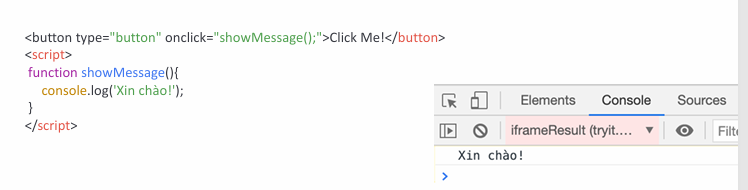 <button type="button" onclick="showMessage();">Click Me!</button>
<script>
function showMessage(){
console.log('Xin chào!');
}
</script>
Elements Console Sources
iframeResult (tryit.... ▼ Filte
Xin chào!
>